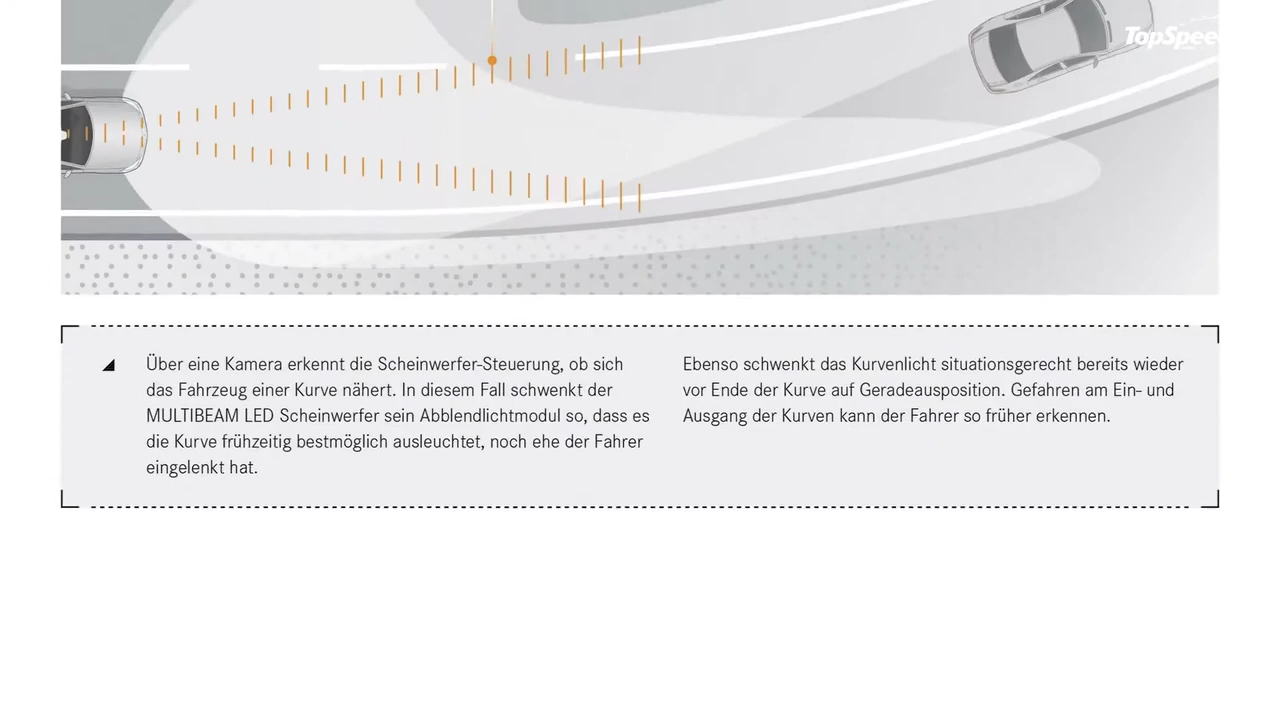 TopSpee
Über eine Kamera erkennt die Scheinwerfer-Steuerung, ob sich
das Fahrzeug einer Kurve nähert. In diesem Fall schwenkt der
MULTIBEAM LED Scheinwerfer sein Abblendlichtmodul so, dass es
die Kurve frühzeitig bestmöglich ausleuchtet, noch ehe der Fahrer
eingelenkt hat.
Ebenso schwenkt das Kurvenlicht situationsgerecht bereits wieder
vor Ende der Kurve auf Geradeausposition. Gefahren am Ein- und
Ausgang der Kurven kann der Fahrer so früher erkennen.